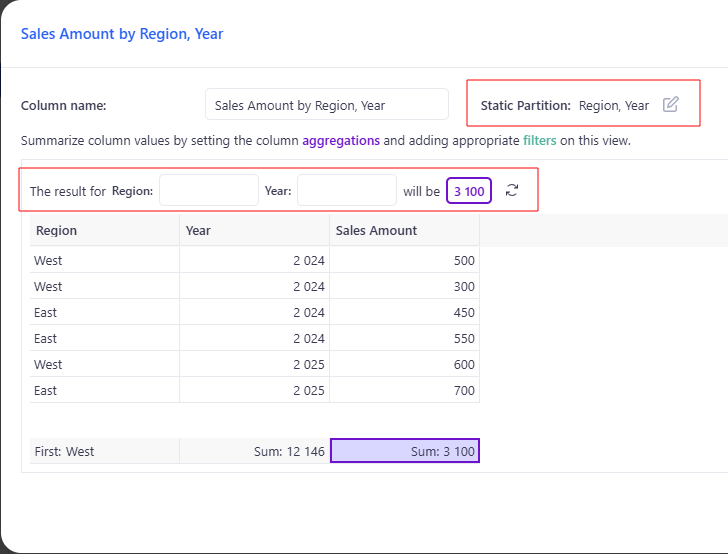 Sales Amount by Region, Year
Column name: Sales Amount by Region, Year Static Partition: Region, Year
Summarize column values by setting the column aggregations and adding appropriate filters on this view.
The result for Region: Year: will be 3 100
Region Year Sales Amount
West 2 024 500
West 2 024 300
East 2 024 450
East 2 024 550
West 2 025 600
East 2 025 700
First: West Sum: 12 146 Sum: 3 100